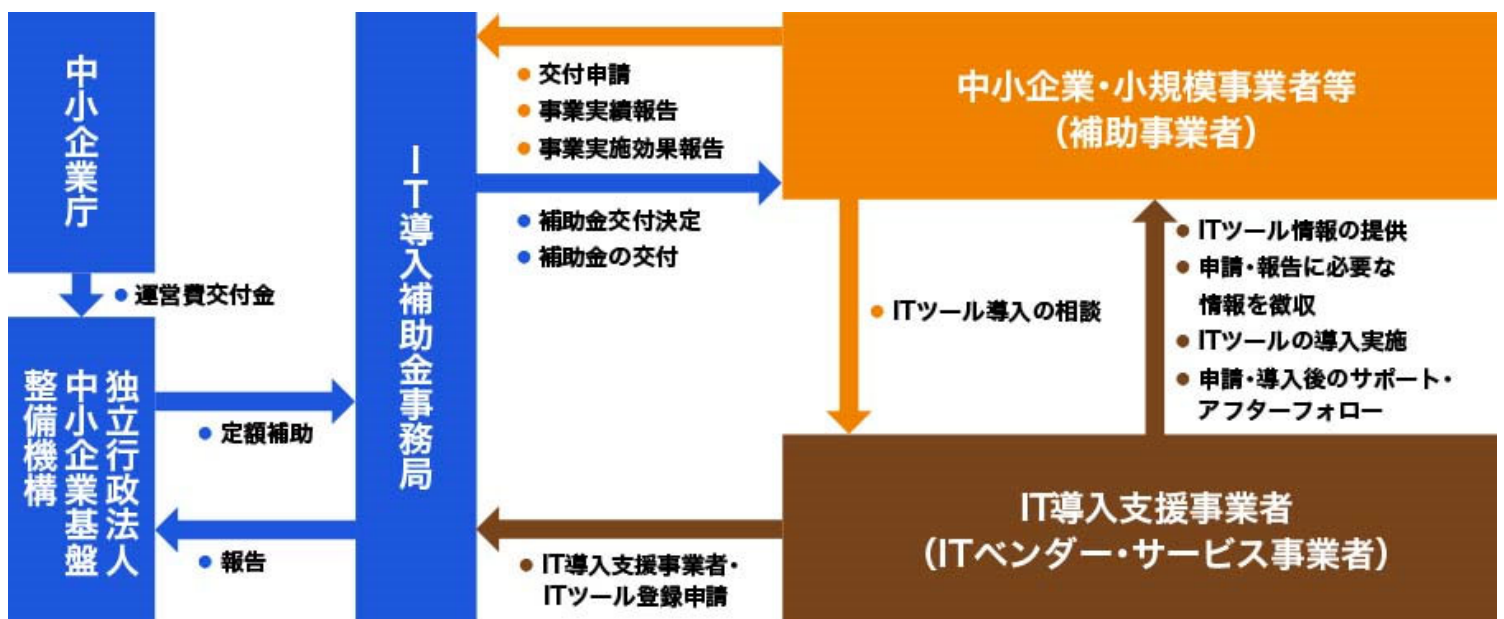 中小企業庁
● 運営費交付金
独立行政法人
中小企業基盤
整備機構
● 定額補助
● 報告
IT導入補助金事務局
● 交付申請
● 事業実績報告
● 事業実施効果報告
● 補助金交付決定
● 補助金の交付
中小企業・小規模事業者等
（補助事業者）
● ITツール導入の相談
● ITツール情報の提供
● 申請・報告に必要な
情報を徴収
● ITツールの導入実施
● 申請・導入後のサポート・
アフターフォロー
IT導入支援事業者
（ITベンダー・サービス事業者）
● IT導入支援事業者・
ITツール登録申請